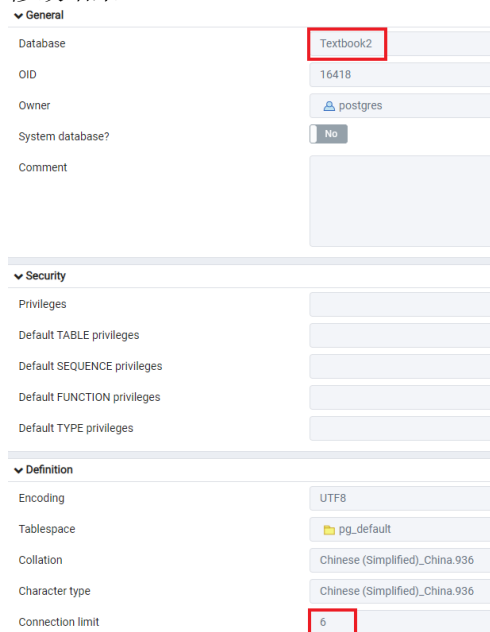 General
Database Textbook2
OID 16418
Owner postgres
System database? No
Comment
Security
Privileges
Default TABLE privileges
Default SEQUENCE privileges
Default FUNCTION privileges
Default TYPE privileges
Definition
Encoding UTF8
Tablespace pg_default
Collation Chinese (Simplified)_China.936
Character type Chinese (Simplified)_China.936
Connection limit 6